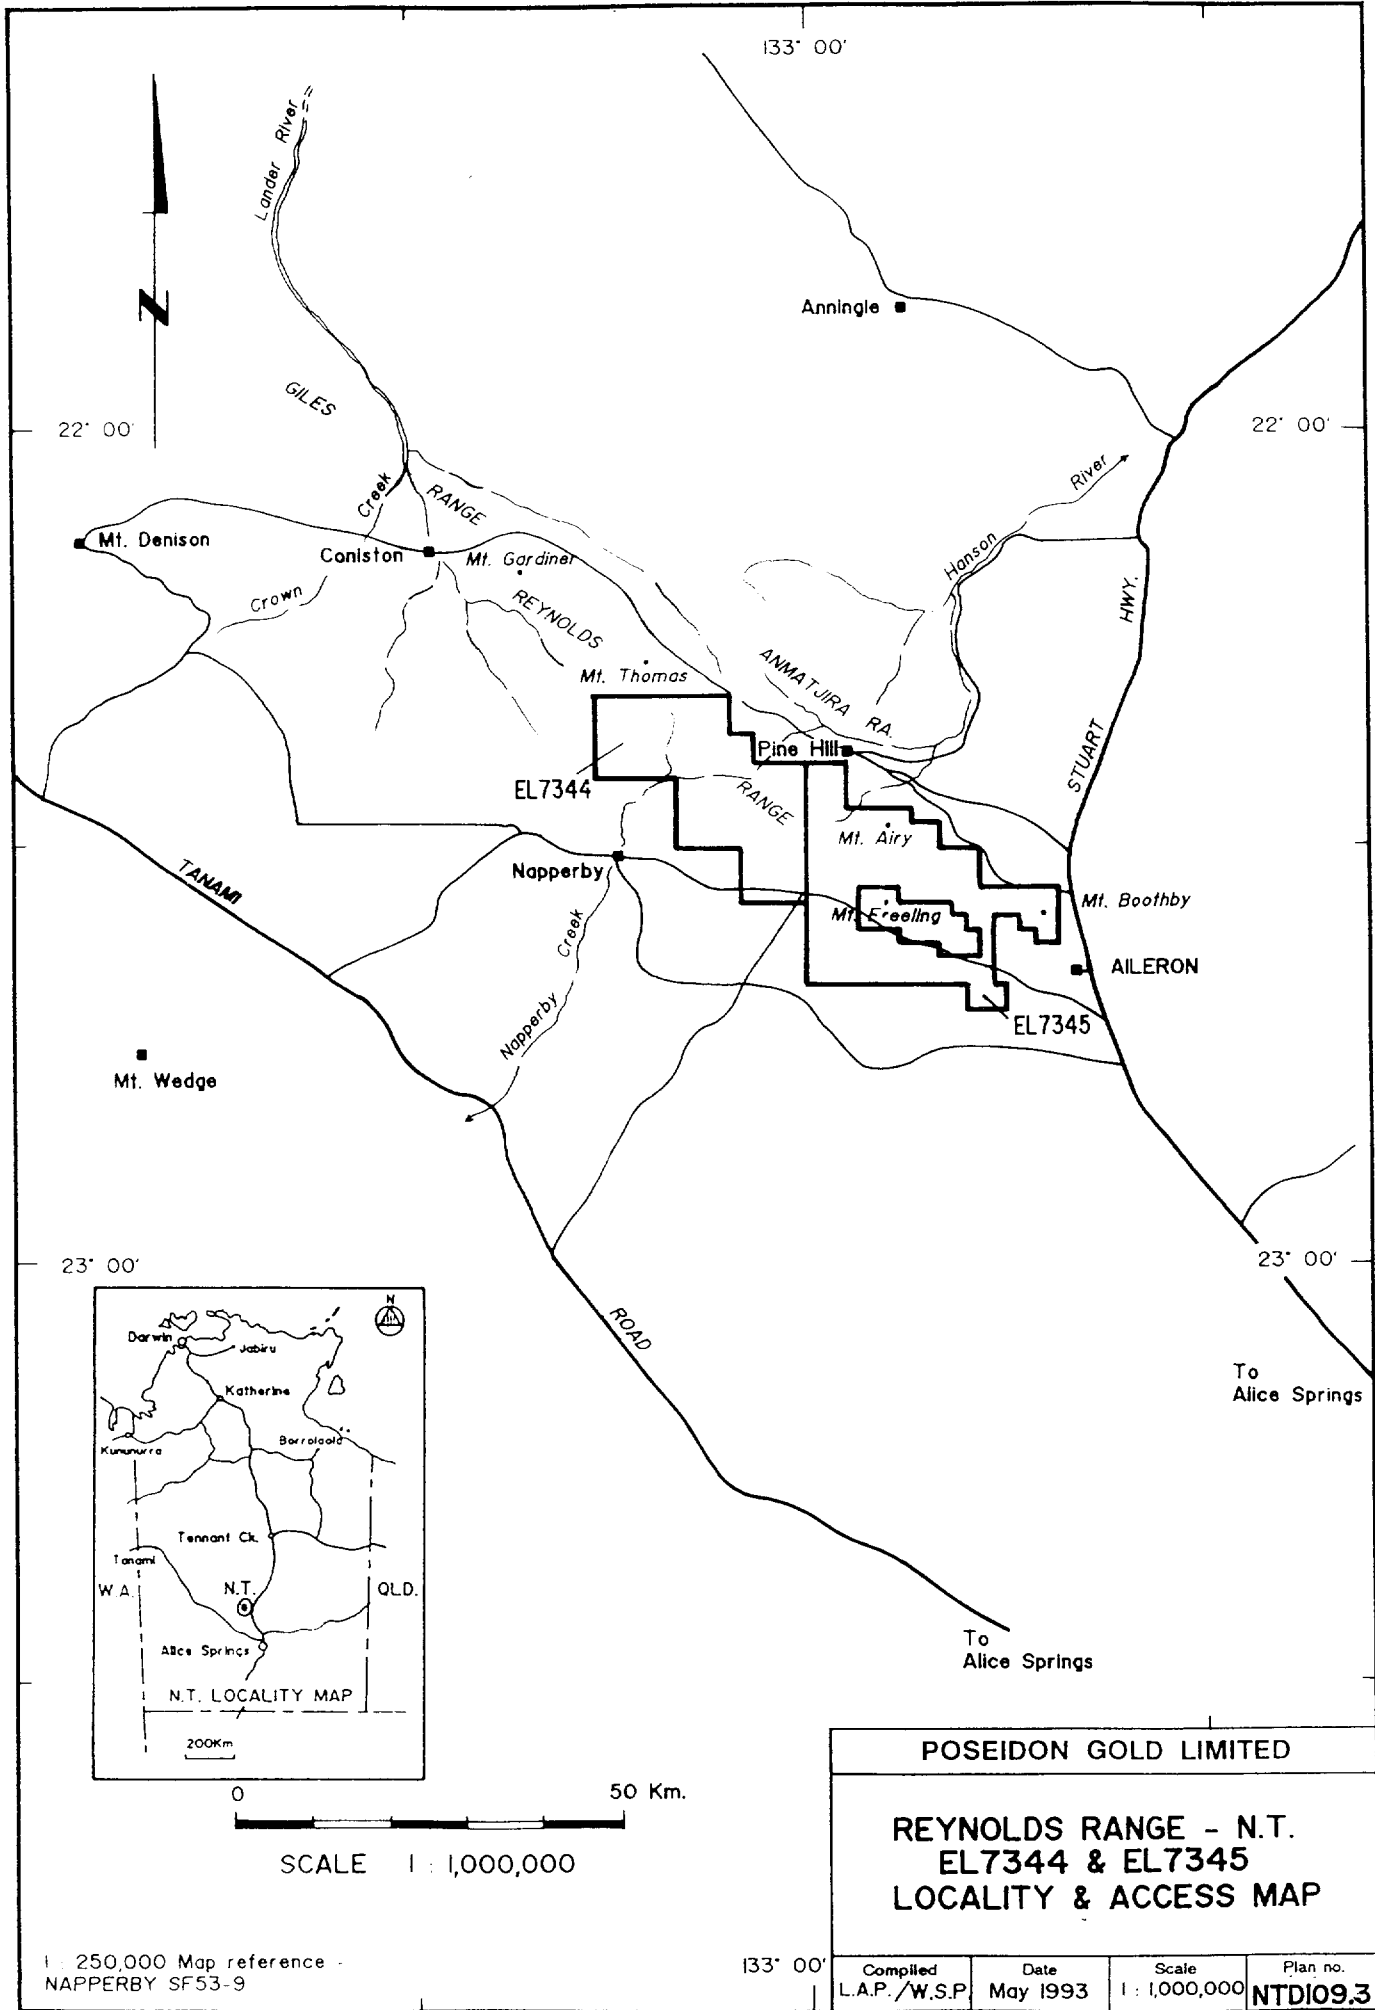 133° 00'
Lander River
Anningie
GILES
22° 00'
22° 00'
River
Creek
RANGE
Hanson
Mt. Denison
Coniston
Mt. Gardiner
HWY.
Crown
REYNOLDS
ANMATJIRA RA.
Mt. Thomas
STUART
Pine Hill
EL7344
RANGE
Mt. Airy
TANAMI
Napperby
Mt. Boothby
Mt. Freeling
Creek
AILERON
Napperby
EL7345
Mt. Wedge
23° 00'
23° 00'
ROAD
To
Alice Springs
N
Darwin
Jabiru
Katherine
Borroloola
Kununurra
Tennant Ck.
Tanami
W.A.
N.T.
QLD.
Alice Springs
N.T. LOCALITY MAP
200Km
To
Alice Springs
0 50 Km.
SCALE 1 : 1,000,000
POSEIDON GOLD LIMITED
REYNOLDS RANGE - N.T.
EL7344 & EL7345
LOCALITY & ACCESS MAP
1 : 250,000 Map reference -
NAPPERBY SF53-9
133° 00'
Compiled
L.A.P./W.S.P.
Date
May 1993
Scale
1 : 1,000,000
Plan no.
NTD109.3
N